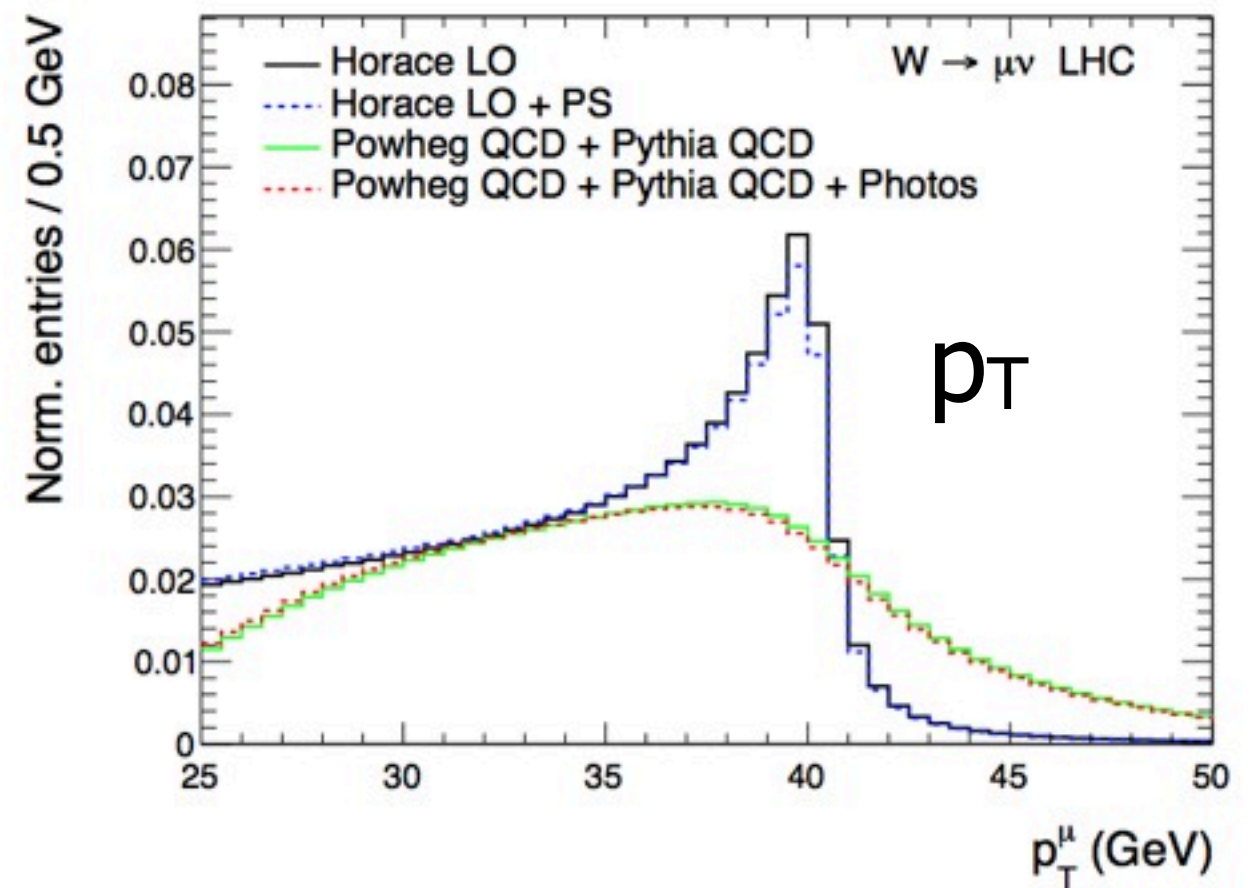 Norm. entries / 0.5 GeV
Horace LO
Horace LO + PS
Powheg QCD + Pythia QCD
Powheg QCD + Pythia QCD + Photos
W → μν LHC
pT
0.08
0.07
0.06
0.05
0.04
0.03
0.02
0.01
0
25 30 35 40 45 50
p_T^μ (GeV)